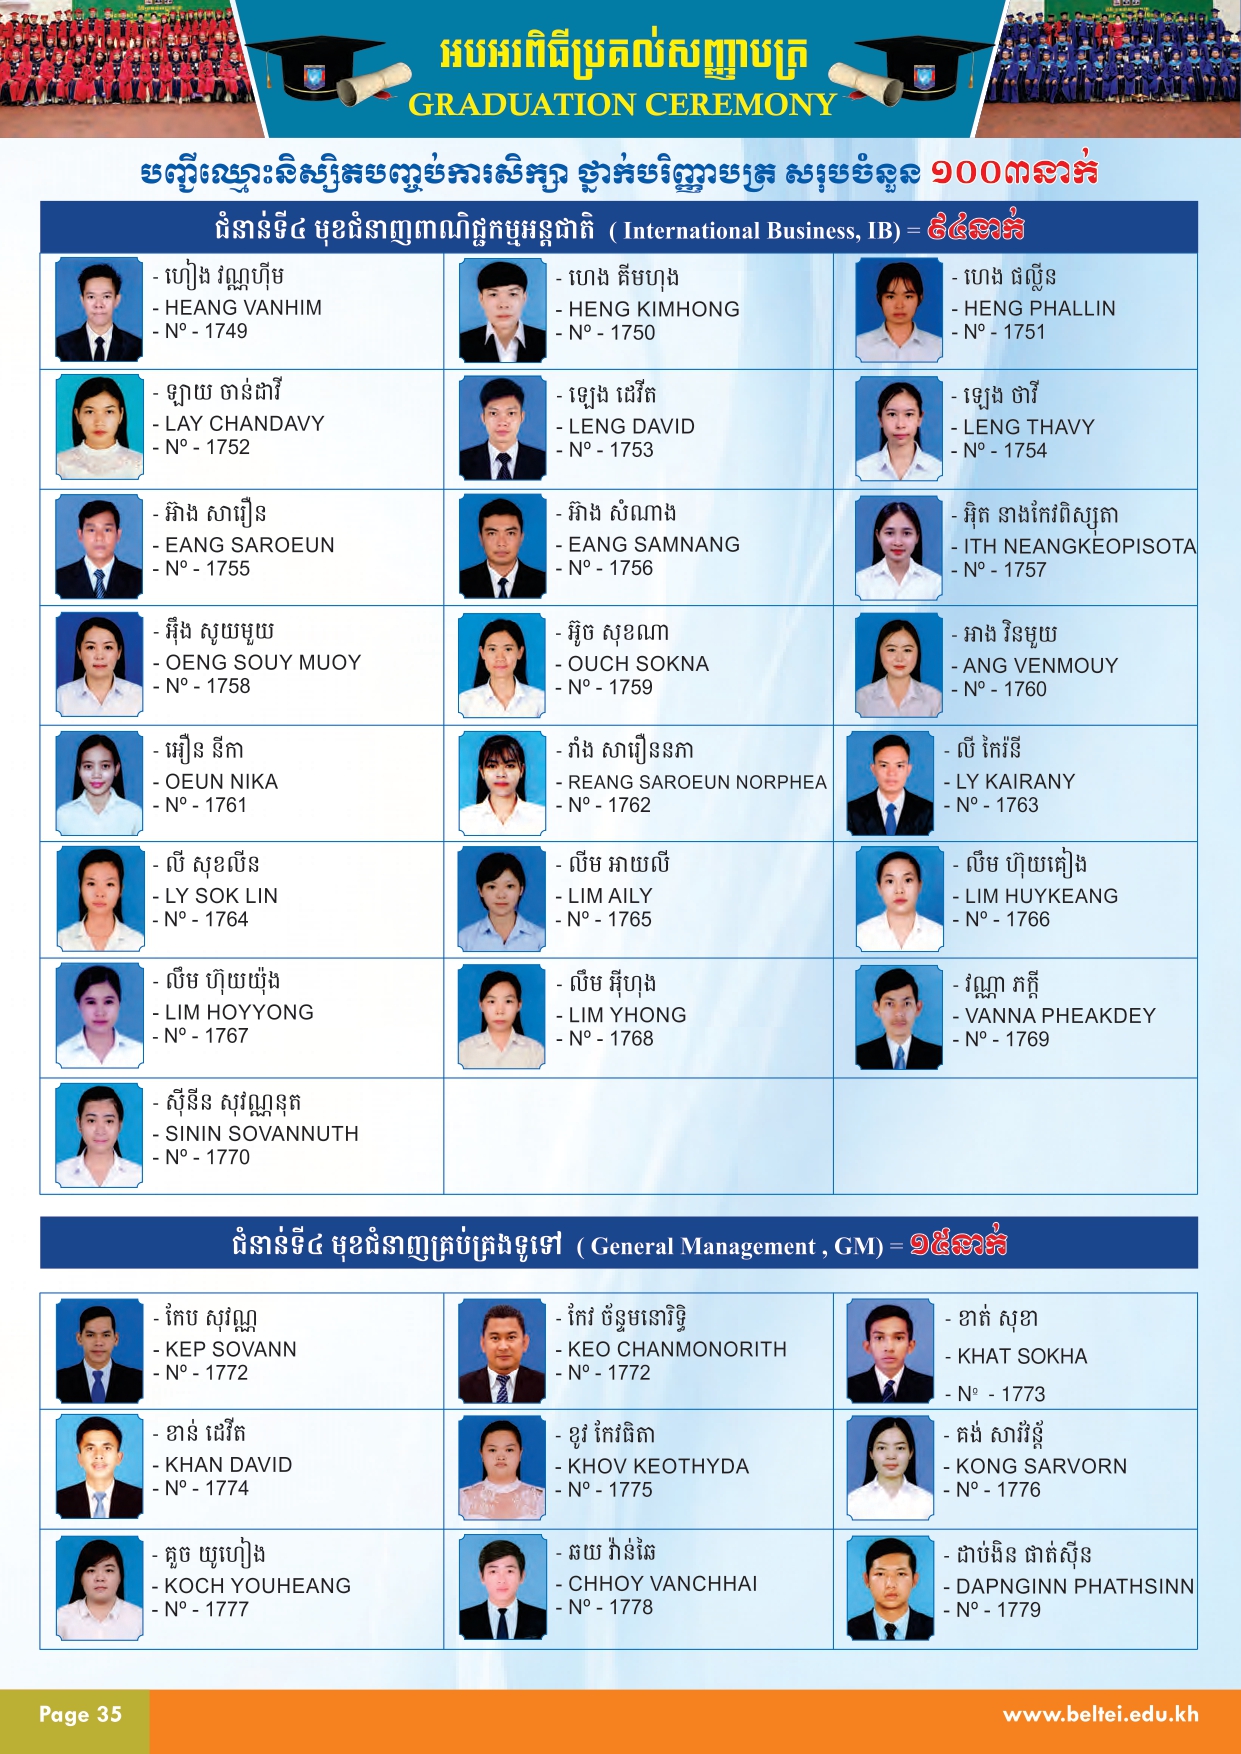 អបអរពិធីប្រគល់សញ្ញាបត្រ
GRADUATION CEREMONY
បញ្ជីឈ្មោះនិស្សិតបញ្ចប់ការសិក្សា ថ្នាក់បរិញ្ញាបត្រ សរុបចំនួន ១០០៣នាក់
ជំនាន់ទី៤ មុខជំនាញពាណិជ្ជកម្មអន្តជាតិ ( International Business, IB) = ៩៤នាក់
- ហៀង វណ្ណហ៊ីម
- HEANG VANHIM
- Nº - 1749
- ហេង គីមហុង
- HENG KIMHONG
- Nº - 1750
- ហេង ផល្លីន
- HENG PHALLIN
- Nº - 1751
- ឡាយ ចាន់ដាវី
- LAY CHANDAVY
- Nº - 1752
- ឡេង ដេវីត
- LENG DAVID
- Nº - 1753
- ឡេង ថាវី
- LENG THAVY
- Nº - 1754
- អ៊ាង សារឿន
- EANG SAROEUN
- Nº - 1755
- អ៊ាង សំណាង
- EANG SAMNANG
- Nº - 1756
- អ៊ិត នាងកែវពិស្សុតា
- ITH NEANGKEOPISOTA
- Nº - 1757
- អ៊ឹង សូយមួយ
- OENG SOUY MUOY
- Nº - 1758
- អ៊ូច សុខណា
- OUCH SOKNA
- Nº - 1759
- អាង វិនមួយ
- ANG VENMOUY
- Nº - 1760
- អឿន នីកា
- OEUN NIKA
- Nº - 1761
- រាំង សារឿននភា
- REANG SAROEUN NORPHEA
- Nº - 1762
- លី កៃរ៉នី
- LY KAIRANY
- Nº - 1763
- លី សុខលីន
- LY SOK LIN
- Nº - 1764
- លីម អាយលី
- LIM AILY
- Nº - 1765
- លឹម ហ៊ុយគៀង
- LIM HUYKEANG
- Nº - 1766
- លឹម ហ៊ុយយ៉ុង
- LIM HOYYONG
- Nº - 1767
- លឹម អ៊ីហុង
- LIM YHONG
- Nº - 1768
- វណ្ណា ភក្ដី
- VANNA PHEAKDEY
- Nº - 1769
- ស៊ីនីន សុវណ្ណនុត
- SININ SOVANNUTH
- Nº - 1770
ជំនាន់ទី៤ មុខជំនាញគ្រប់គ្រងទូទៅ ( General Management , GM) = ១៥នាក់
- កែប សុវណ្ណ
- KEP SOVANN
- Nº - 1772
- កែវ ច័ន្ទមនោរិទ្ធិ
- KEO CHANMONORITH
- Nº - 1772
- ខាត់ សុខា
- KHAT SOKHA
- Nº - 1773
- ខាន់ ដេវីត
- KHAN DAVID
- Nº - 1774
- ខូវ កែវធិតា
- KHOV KEOTHYDA
- Nº - 1775
- គង់ សារ័វន្ដ័
- KONG SARVORN
- Nº - 1776
- គួច យូហៀង
- KOCH YOUHEANG
- Nº - 1777
- ឆយ វ៉ាន់ឆៃ
- CHHOY VANCHHAI
- Nº - 1778
- ដាប់ងិន ផាត់ស៊ីន
- DAPNGINN PHATHSINN
- Nº - 1779
Page 35
www.beltei.edu.kh